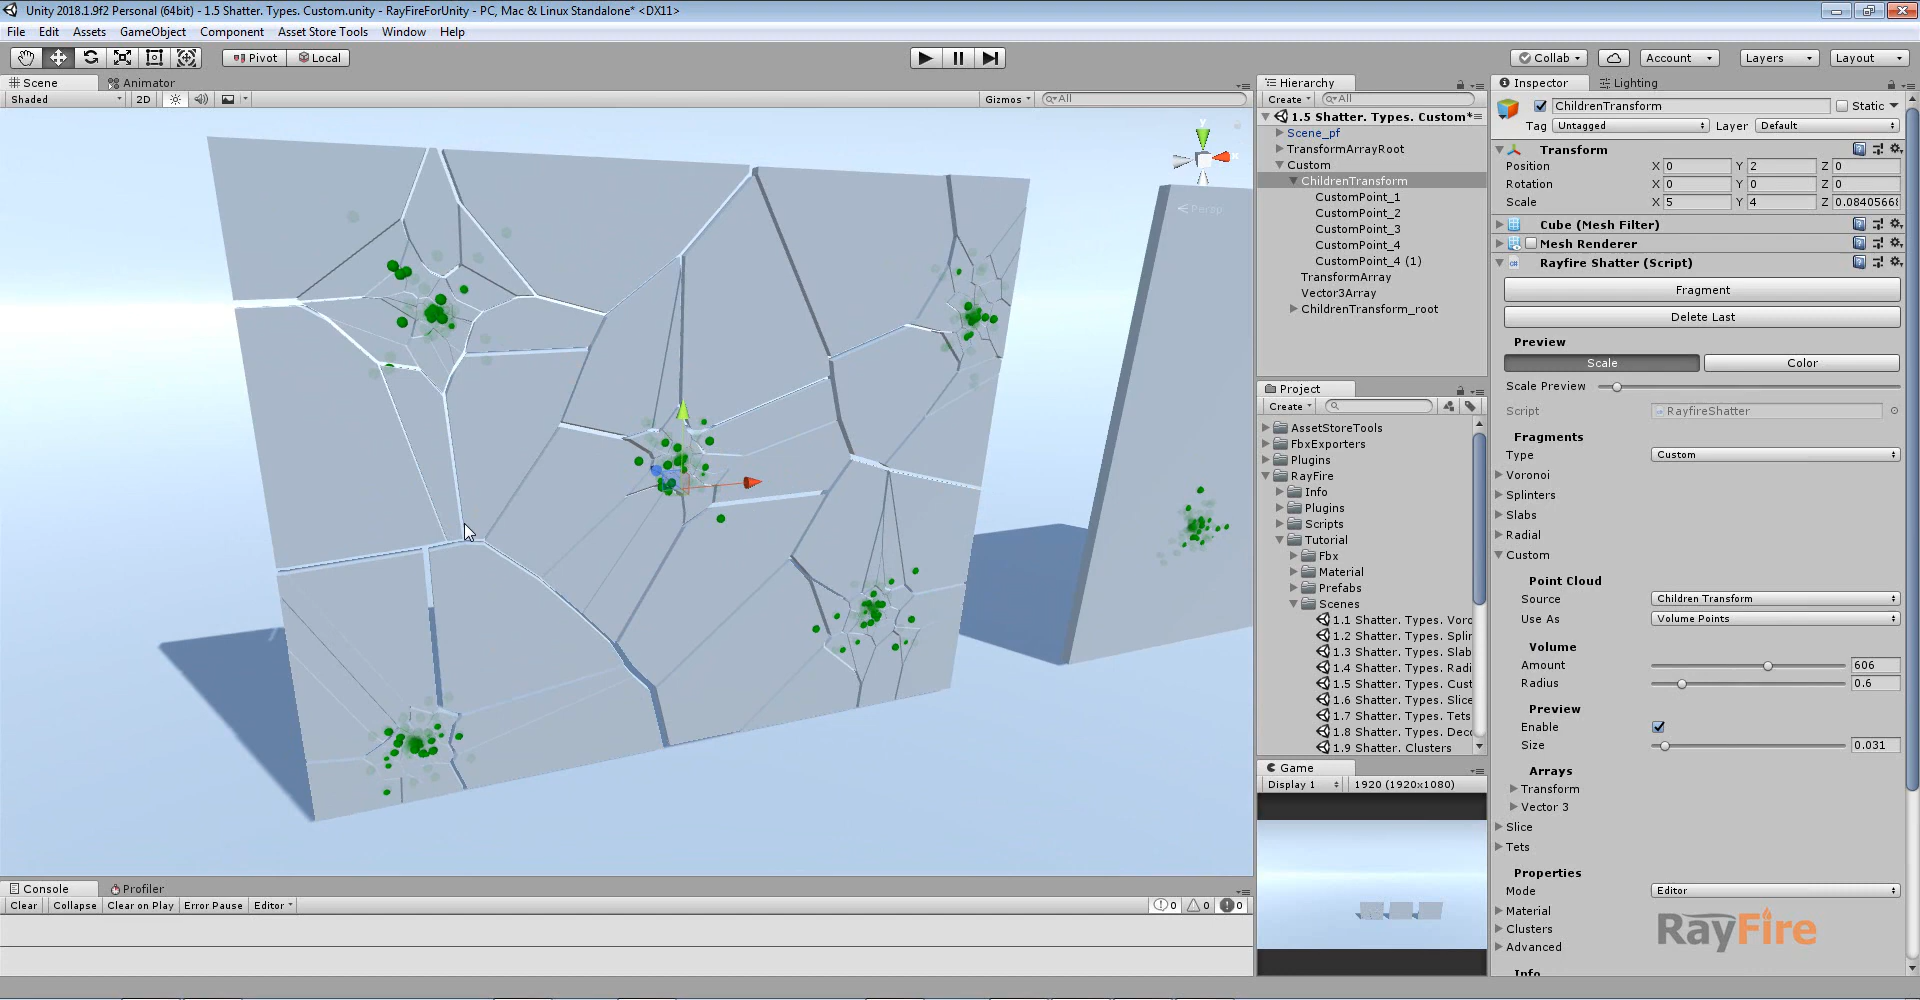 Unity 2018.1.9f2 Personal (64bit) - 1.5 Shatter. Types. Custom.unity - RayFireForUnity - PC, Mac & Linux Standalone* <DX11>
File Edit Assets GameObject Component Asset Store Tools Window Help
Pivot Local Collab Account Layers Layout
Scene Animator
Shaded 2D Gizmos All
y
x
Persp
Hierarchy
Create All
1.5 Shatter. Types. Custom*
Scene_pf
TransformArrayRoot
Custom
ChildrenTransform
CustomPoint_1
CustomPoint_2
CustomPoint_3
CustomPoint_4
CustomPoint_4 (1)
TransformArray
Vector3Array
ChildrenTransform_root
Project
Create
AssetStoreTools
FbxExporters
Plugins
RayFire
Info
Plugins
Scripts
Tutorial
Fbx
Material
Prefabs
Scenes
1.1 Shatter. Types. Voro
1.2 Shatter. Types. Splin
1.3 Shatter. Types. Slab
1.4 Shatter. Types. Radi
1.5 Shatter. Types. Cust
1.6 Shatter. Types. Slice
1.7 Shatter. Types. Tets
1.8 Shatter. Types. Deco
1.9 Shatter. Clusters
Game
Display 1 1920 (1920x1080)
Inspector Lighting
ChildrenTransform Static
Tag Untagged Layer Default
Transform
Position X 0 Y 2 Z 0
Rotation X 0 Y 0 Z 0
Scale X 5 Y 4 Z 0.0840566
Cube (Mesh Filter)
Mesh Renderer
Rayfire Shatter (Script)
Fragment
Delete Last
Preview
Scale Color
Scale Preview
Script RayfireShatter
Fragments
Type Custom
Voronoi
Splinters
Slabs
Radial
Custom
Point Cloud
Source Children Transform
Use As Volume Points
Volume
Amount 606
Radius 0.6
Preview
Enable
Size 0.031
Arrays
Transform
Vector 3
Slice
Tets
Properties
Mode Editor
Material
Clusters
Advanced
Info
RayFire
Console Profiler
Clear Collapse Clear on Play Error Pause Editor 0 0 0